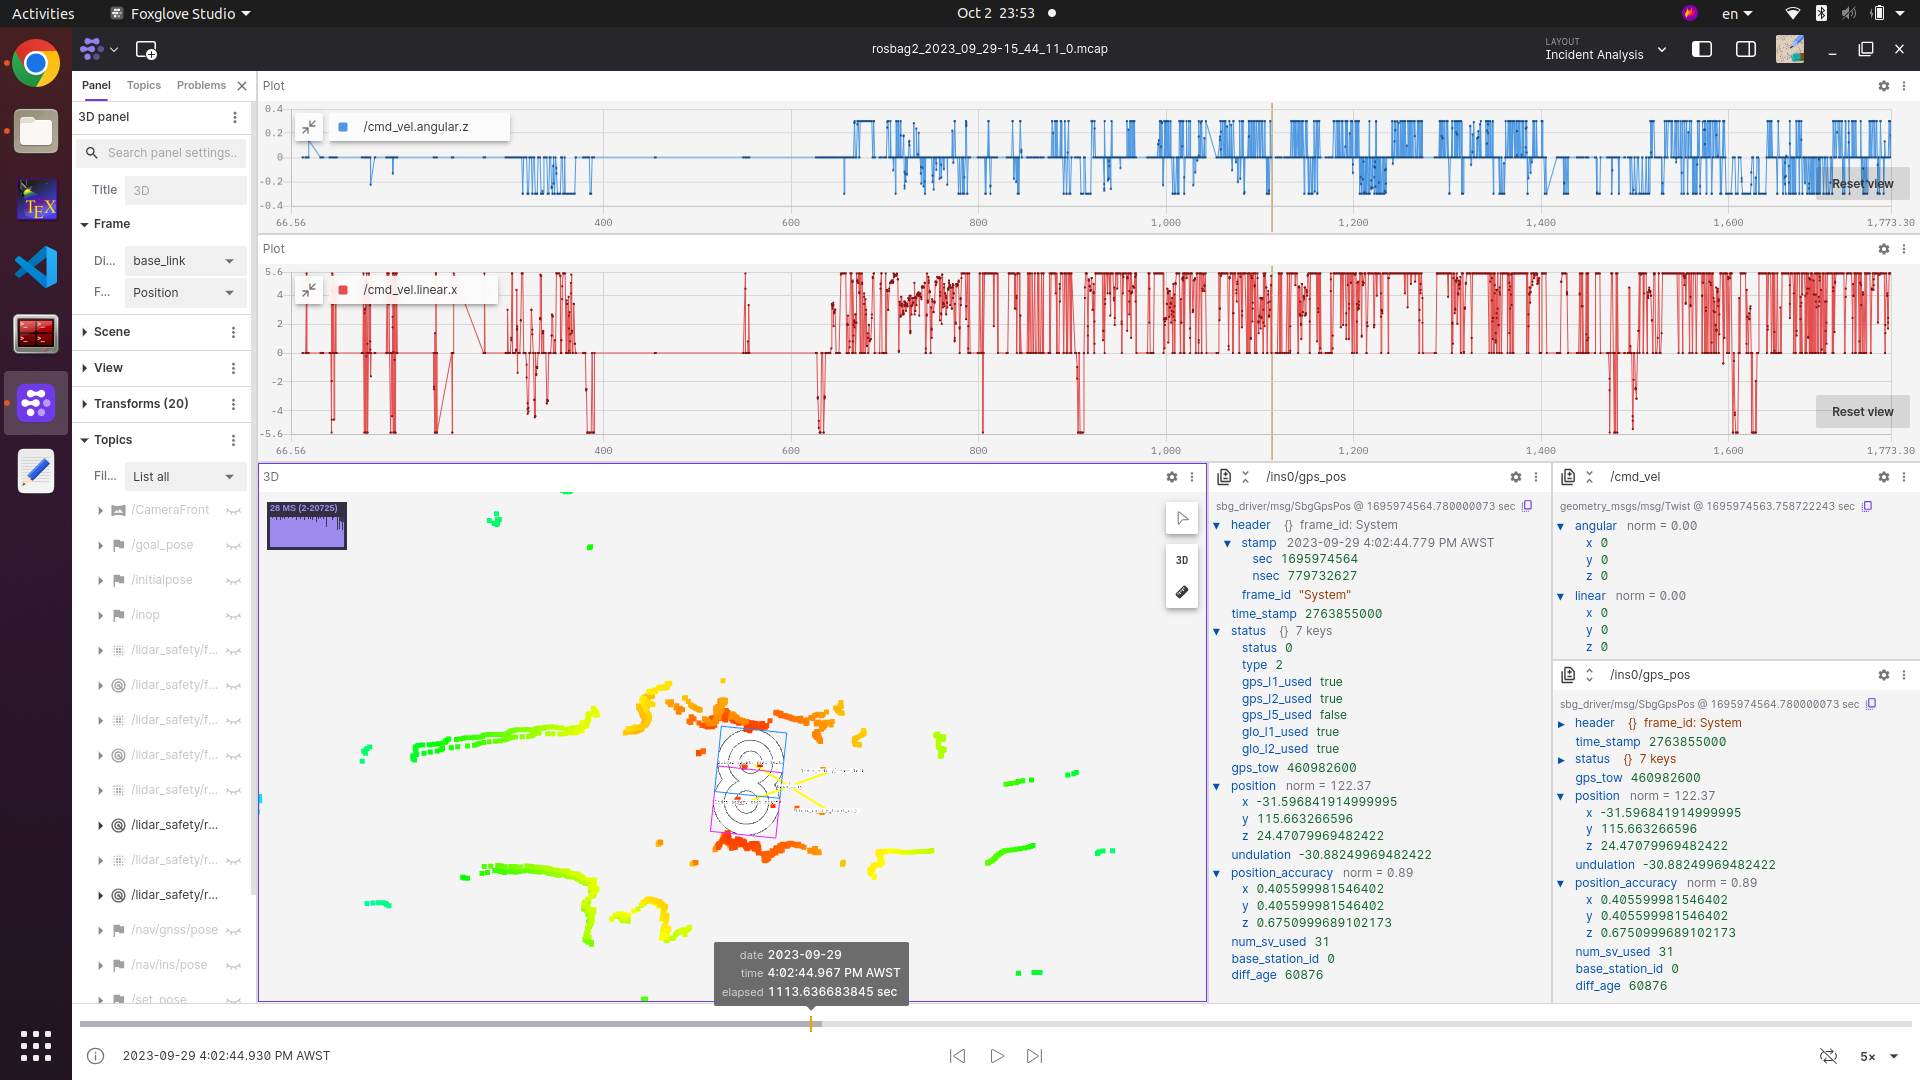 Activities
Foxglove Studio
Oct 2 23:53
en
rosbag2_2023_09_29-15_44_11_0.mcap
LAYOUT
Incident Analysis
Panel
Topics
Problems
3D panel
Search panel settings...
Title
3D
Frame
Di...
base_link
F...
Position
Scene
View
Transforms (20)
Topics
Fil...
List all
/CameraFront
/goal_pose
/initialpose
/inop
/lidar_safety/f...
/lidar_safety/f...
/lidar_safety/f...
/lidar_safety/f...
/lidar_safety/r...
/lidar_safety/r...
/lidar_safety/r...
/lidar_safety/r...
/nav/gnss/pose
/nav/ins/pose
/set_pose
Plot
/cmd_vel.angular.z
0.4
0.2
0
-0.2
-0.4
66.56
400
600
800
1,000
1,200
1,400
1,600
1,773.30
Reset view
Plot
/cmd_vel.linear.x
5.6
4
2
0
-2
-4
-5.6
66.56
400
600
800
1,000
1,200
1,400
1,600
1,773.30
Reset view
3D
28 MS (2-20725)
3D
/ins0/gps_pos
sbg_driver/msg/SbgGpsPos @ 1695974564.780000073 sec
header {} frame_id: System
stamp 2023-09-29 4:02:44.779 PM AWST
sec 1695974564
nsec 779732627
frame_id "System"
time_stamp 2763855000
status {} 7 keys
status 0
type 2
gps_l1_used true
gps_l2_used true
gps_l5_used false
glo_l1_used true
glo_l2_used true
gps_tow 460982600
position norm = 122.37
x -31.596841914999995
y 115.663266596
z 24.47079969482422
undulation -30.88249969482422
position_accuracy norm = 0.89
x 0.405599981546402
y 0.405599981546402
z 0.6750999689102173
num_sv_used 31
base_station_id 0
diff_age 60876
/cmd_vel
geometry_msgs/msg/Twist @ 1695974563.758722243 sec
angular norm = 0.00
x 0
y 0
z 0
linear norm = 0.00
x 0
y 0
z 0
/ins0/gps_pos
sbg_driver/msg/SbgGpsPos @ 1695974564.780000073 sec
header {} frame_id: System
time_stamp 2763855000
status {} 7 keys
gps_tow 460982600
position norm = 122.37
x -31.596841914999995
y 115.663266596
z 24.47079969482422
undulation -30.88249969482422
position_accuracy norm = 0.89
x 0.405599981546402
y 0.405599981546402
z 0.6750999689102173
num_sv_used 31
base_station_id 0
diff_age 60876
date 2023-09-29
time 4:02:44.967 PM AWST
elapsed 1113.636683845 sec
2023-09-29 4:02:44.930 PM AWST
5×